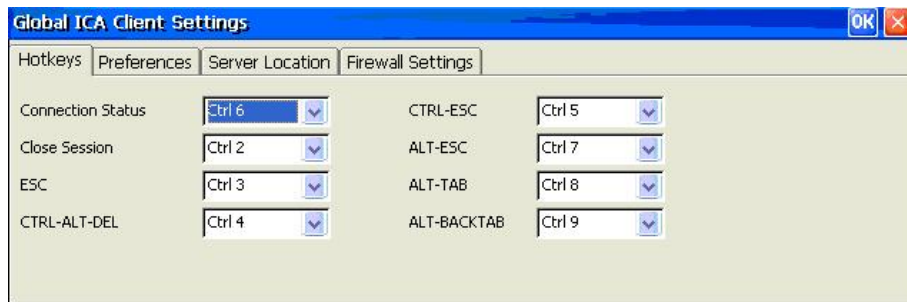 Global ICA Client Settings OK
Hotkeys Preferences Server Location Firewall Settings
Connection Status Ctrl 6 CTRL-ESC Ctrl 5
Close Session Ctrl 2 ALT-ESC Ctrl 7
ESC Ctrl 3 ALT-TAB Ctrl 8
CTRL-ALT-DEL Ctrl 4 ALT-BACKTAB Ctrl 9